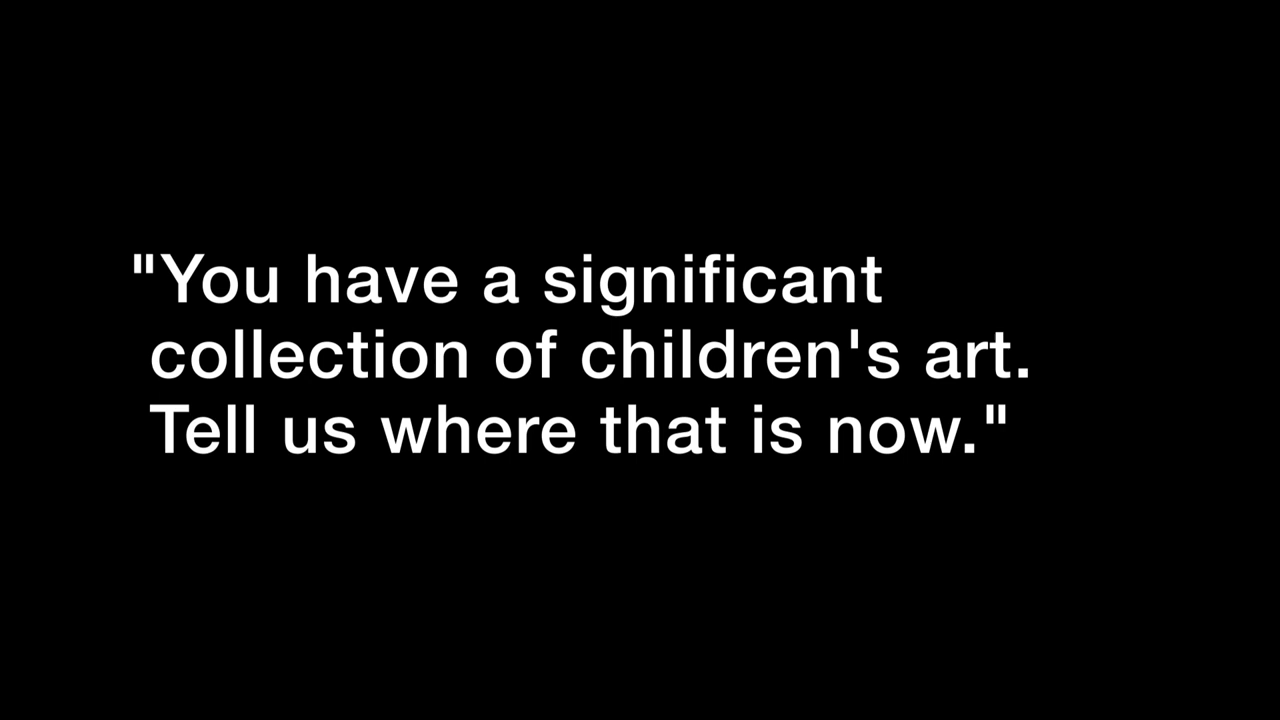 "You have a significant
collection of children's art.
Tell us where that is now."